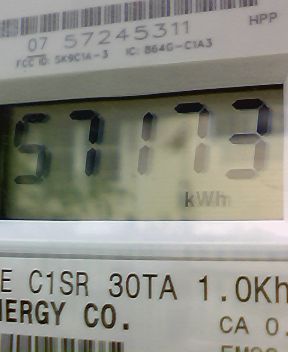 HPP
07 57245311
FCC ID: SK9C1A-3 IC: 864G-C1A3
57173
kWh
E C1SR 30TA 1.0Kh
NERGY CO.
CA 0.